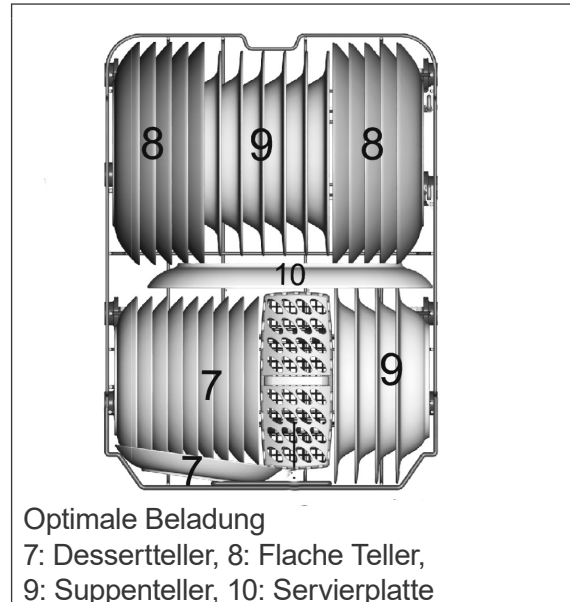 8 9 8
10
7 9
7
Optimale Beladung
7: Dessertteller, 8: Flache Teller,
9: Suppenteller, 10: Servierplatte